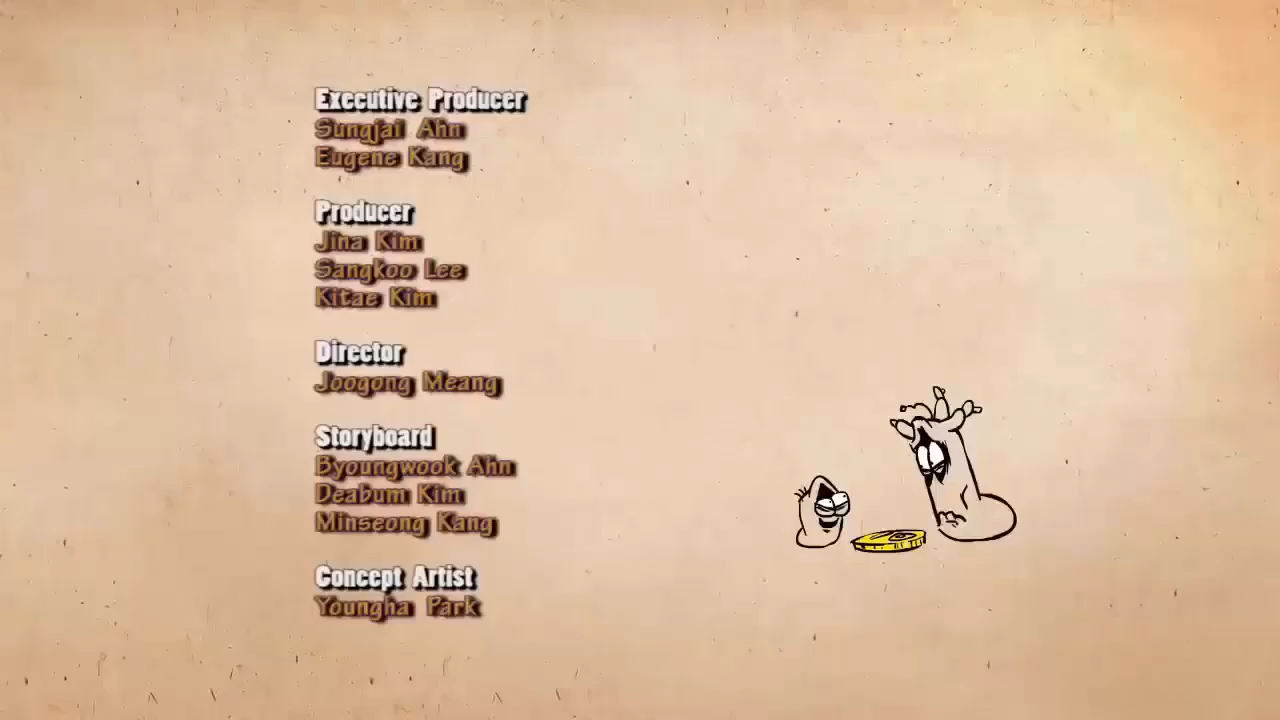 Executive Producer
Sungjai Ahn
Eugene Kang
Producer
Jina Kim
Sangkoo Lee
Kitae Kim
Director
Joogong Meang
Storyboard
Byoungwook Ahn
Deabum Kim
Minseong Kang
Concept Artist
Youngha Park